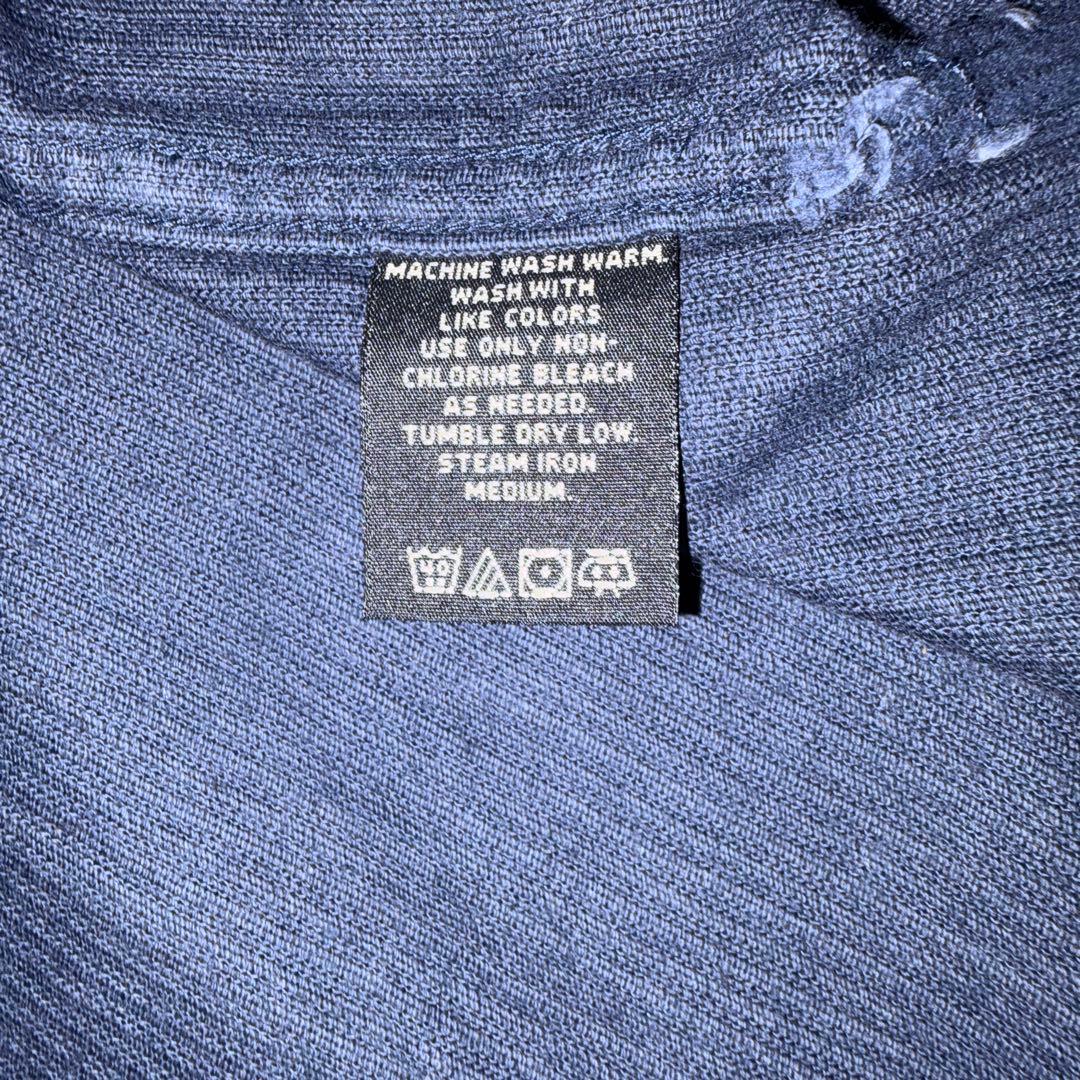 MACHINE WASH WARM.
WASH WITH
LIKE COLORS
USE ONLY NON-
CHLORINE BLEACH
AS NEEDED.
TUMBLE DRY LOW.
STEAM IRON
MEDIUM.
40